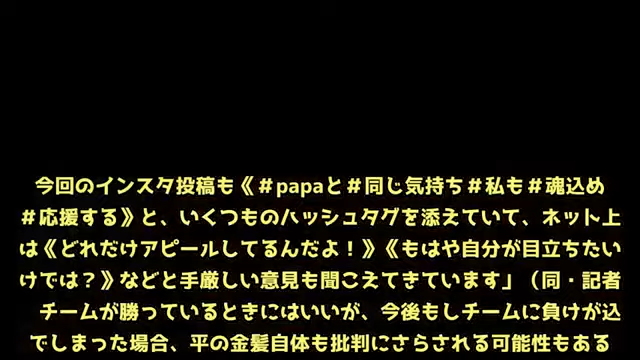 今回のインスタ投稿も《＃papaと＃同じ気持ち＃私も＃魂込め
＃応援する》と、いくつものハッシュタグを添えていて、ネット上
は《どれだけアピールしてるんだよ！》《もはや自分が目立ちたい
けでは？》などと手厳しい意見も聞こえてきています」（同・記者
チームが勝っているときにはいいが、今後もしチームに負けが込
でしまった場合、平の金髪自体も批判にさらされる可能性もある